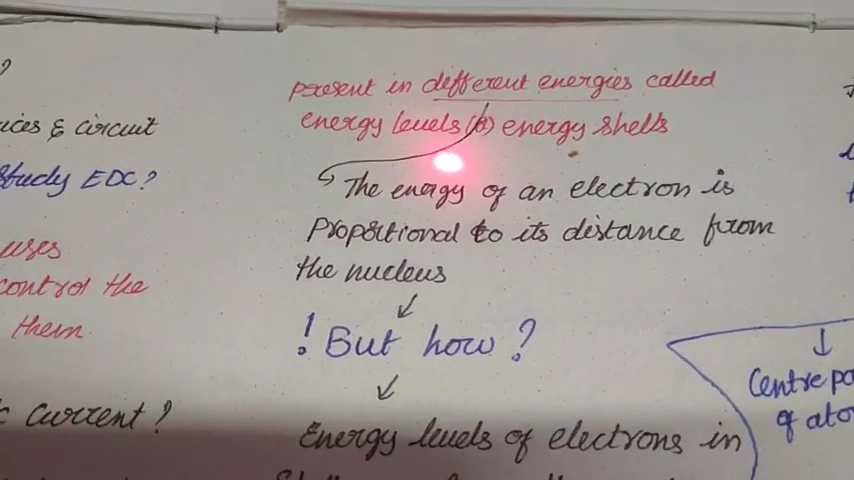 ?
ices & circuit
Study EDC?
uses
control the
them
c current?
present in different energies called
energy levels (or) energy shells
The energy of an electron is
proportional to its distance from
the nucleus
! But how?
Energy levels of electrons in
Centre pa
of ato